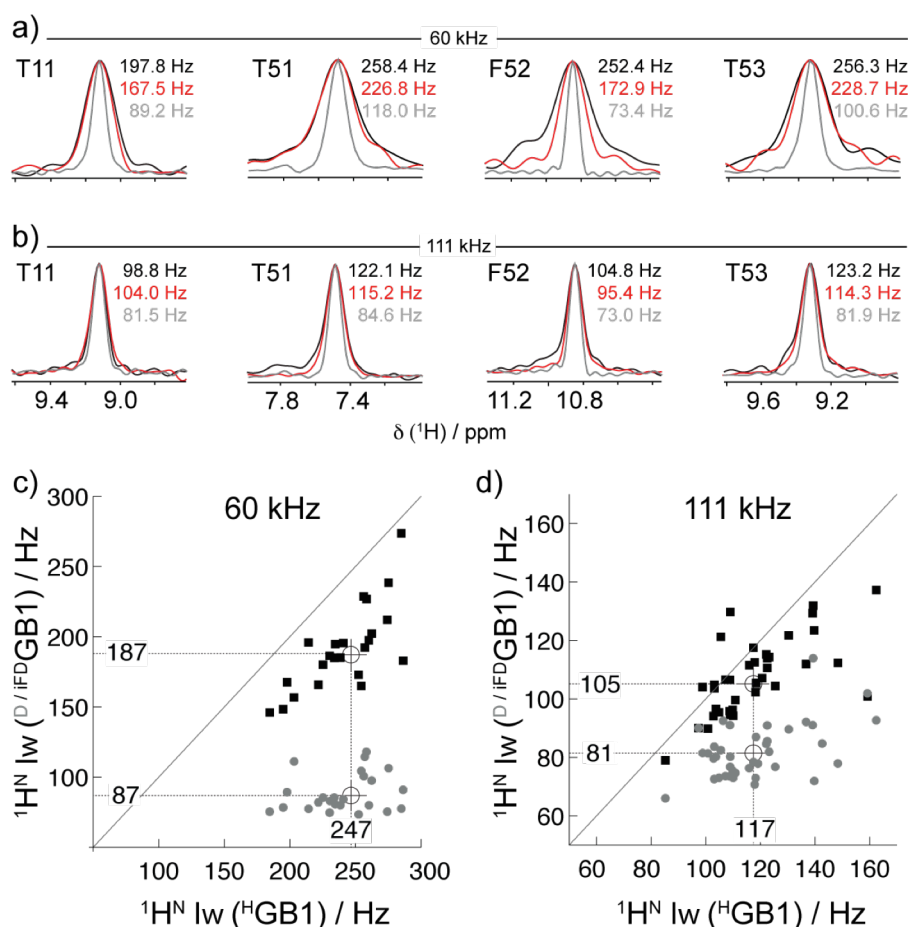 a)
60 kHz
T11
197.8 Hz
167.5 Hz
89.2 Hz
T51
258.4 Hz
226.8 Hz
118.0 Hz
F52
252.4 Hz
172.9 Hz
73.4 Hz
T53
256.3 Hz
228.7 Hz
100.6 Hz
b)
111 kHz
T11
98.8 Hz
104.0 Hz
81.5 Hz
T51
122.1 Hz
115.2 Hz
84.6 Hz
F52
104.8 Hz
95.4 Hz
73.0 Hz
T53
123.2 Hz
114.3 Hz
81.9 Hz
9.4 9.0
7.8 7.4
11.2 10.8
9.6 9.2
δ (¹H) / ppm
c)
60 kHz
300
250
200
150
100
187
87
247
100 150 200 250 300
¹Hᴺ lw (ᴰ / ⁱᶠᴰGB1) / Hz
¹Hᴺ lw (ᴴGB1) / Hz
d)
111 kHz
160
140
120
100
80
60
105
81
117
60 80 100 120 140 160
¹Hᴺ lw (ᴰ / ⁱᶠᴰGB1) / Hz
¹Hᴺ lw (ᴴGB1) / Hz